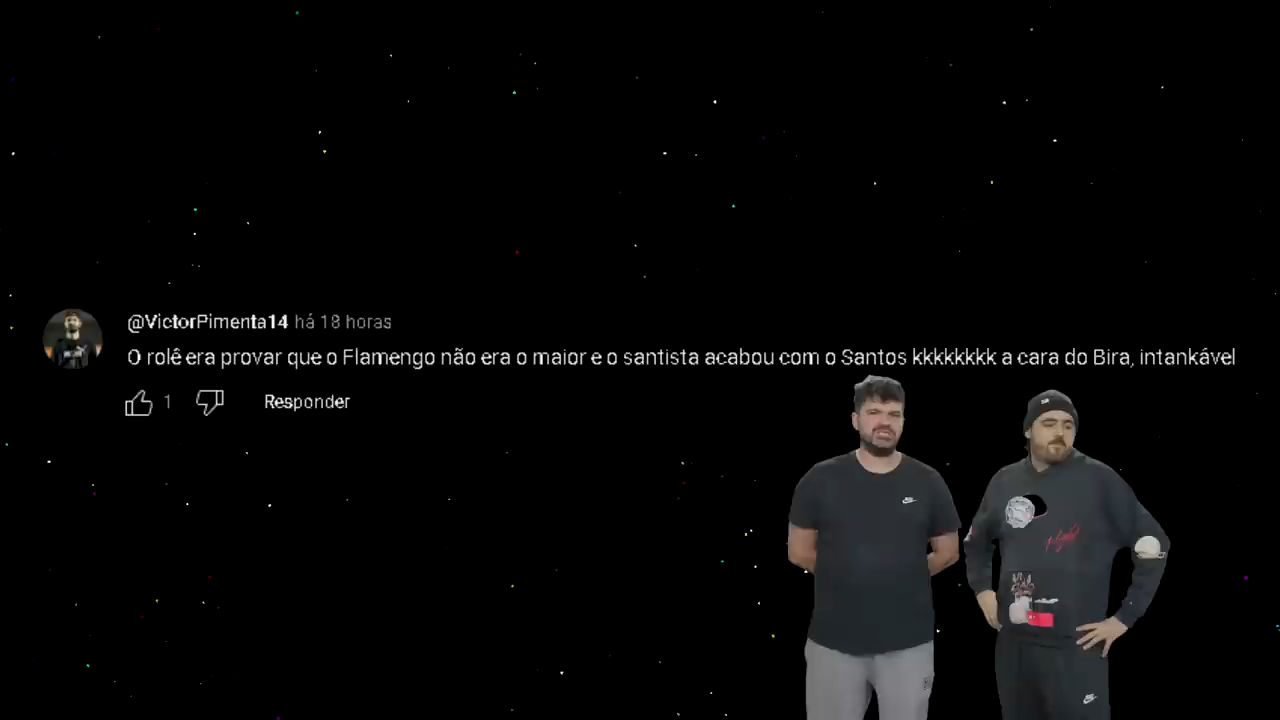 @VictorPimenta14 há 18 horas
O rolê era provar que o Flamengo não era o maior e o santista acabou com o Santos kkkkkkkk a cara do Bira, intankável
1 Responder